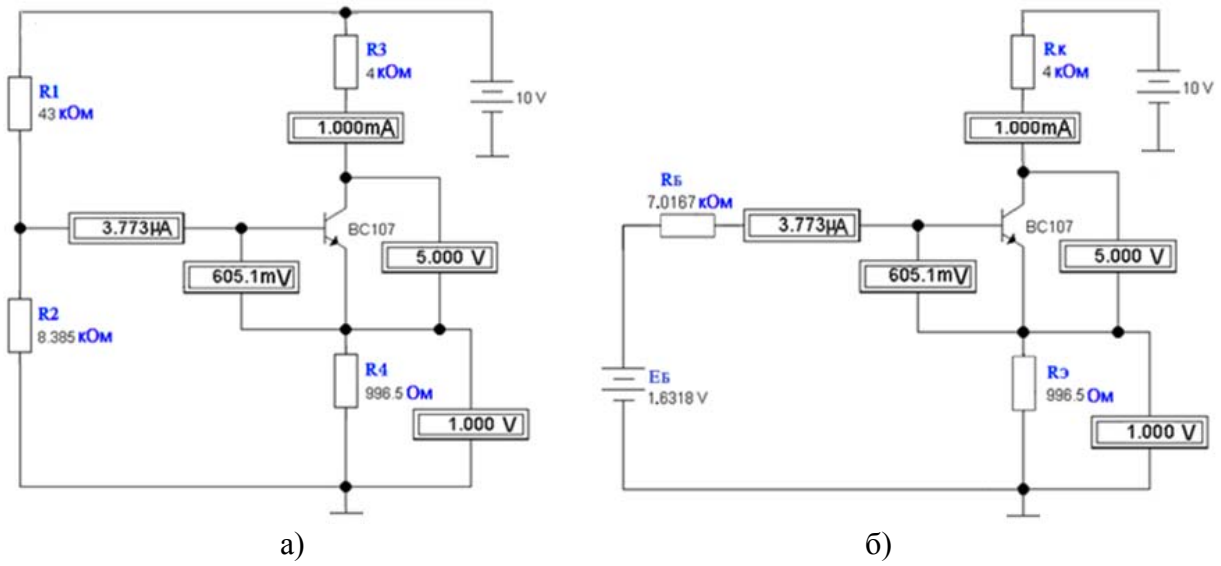 R3
4 кОм
R1
43 кОм
10 V
1.000mA
3.773µA
BC107
5.000 V
605.1mV
R2
8.385 кОм
R4
996.5 Ом
1.000 V
а)
Rк
4 кОм
10 V
1.000mA
RБ
7.0167 кОм
3.773µA
BC107
5.000 V
605.1mV
EБ
1.6318 V
RЭ
996.5 Ом
1.000 V
б)